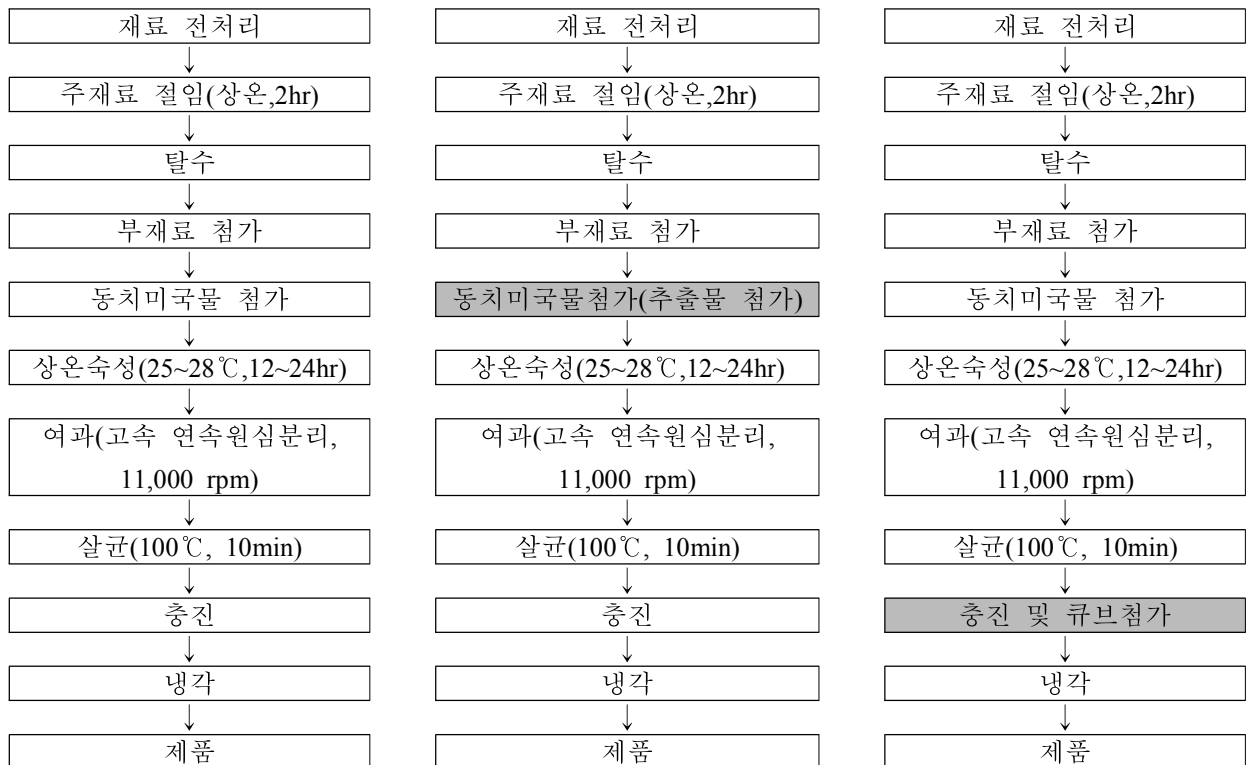 재료 전처리
주재료 절임(상온,2hr)
탈수
부재료 첨가
동치미국물 첨가
상온숙성(25~28℃,12~24hr)
여과(고속 연속원심분리,
11,000 rpm)
살균(100℃, 10min)
충진
냉각
제품
재료 전처리
주재료 절임(상온,2hr)
탈수
부재료 첨가
동치미국물첨가(추출물 첨가)
상온숙성(25~28℃,12~24hr)
여과(고속 연속원심분리,
11,000 rpm)
살균(100℃, 10min)
충진
냉각
제품
재료 전처리
주재료 절임(상온,2hr)
탈수
부재료 첨가
동치미국물 첨가
상온숙성(25~28℃,12~24hr)
여과(고속 연속원심분리,
11,000 rpm)
살균(100℃, 10min)
충진 및 큐브첨가
냉각
제품